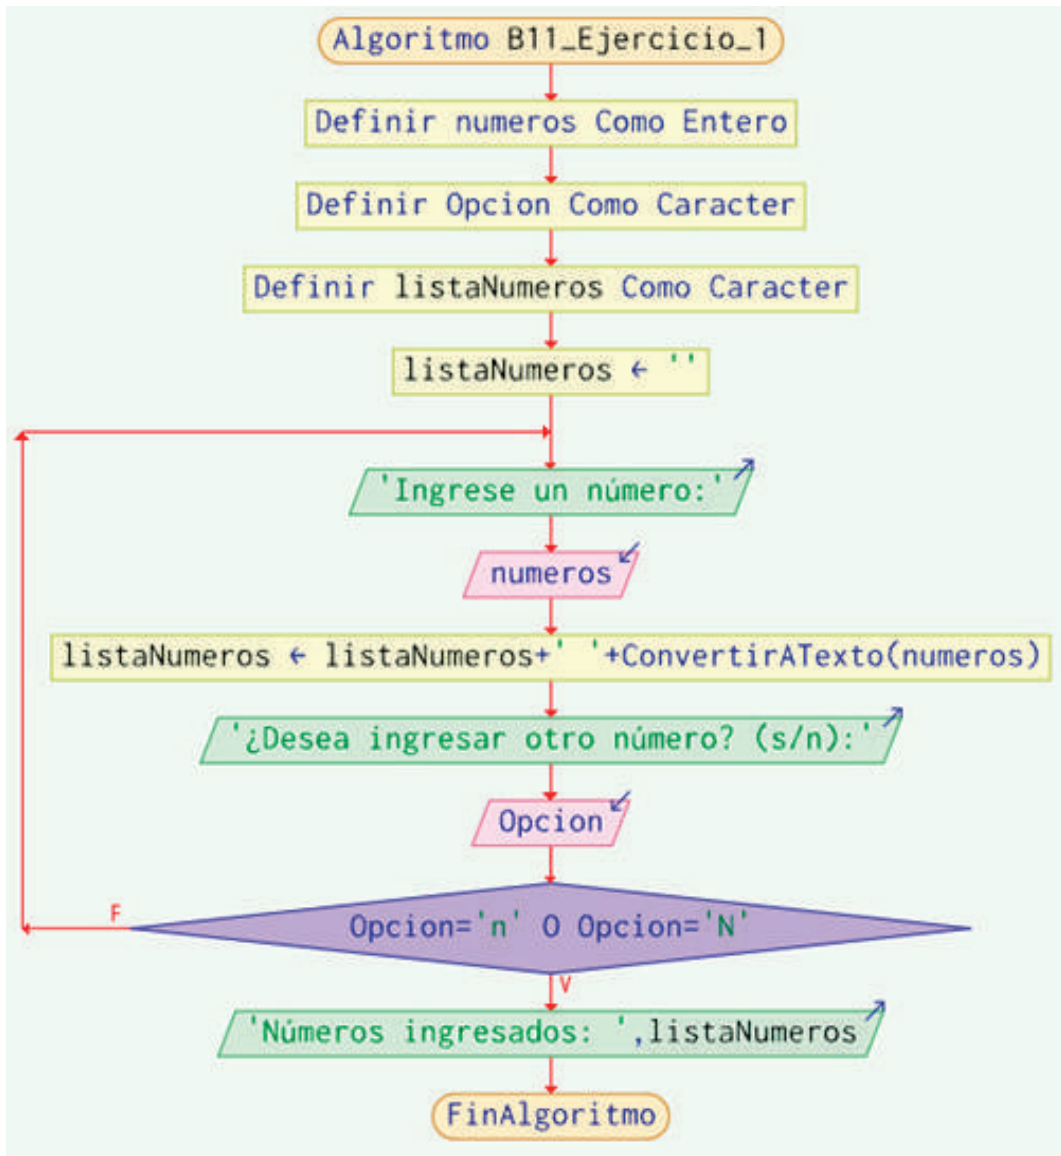 Algoritmo B11_Ejercicio_1
Definir numeros Como Entero
Definir Opcion Como Caracter
Definir listaNumeros Como Caracter
listaNumeros ← ''
'Ingrese un número:'
numeros
listaNumeros ← listaNumeros+' '+ConvertirATexto(numeros)
'¿Desea ingresar otro número? (s/n):'
Opcion
F
Opcion='n' O Opcion='N'
V
'Números ingresados: ',listaNumeros
FinAlgoritmo